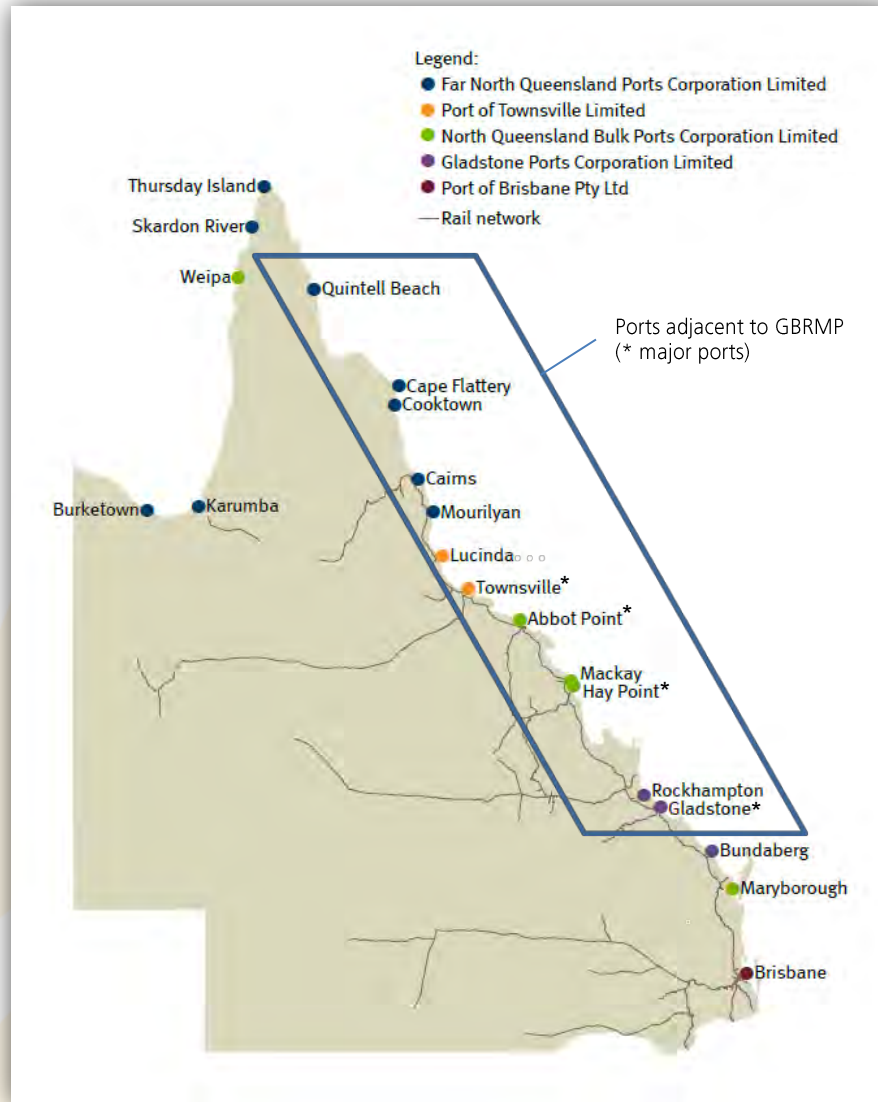 Legend:
Far North Queensland Ports Corporation Limited
Port of Townsville Limited
North Queensland Bulk Ports Corporation Limited
Gladstone Ports Corporation Limited
Port of Brisbane Pty Ltd
Rail network
Thursday Island
Skardon River
Weipa
Quintell Beach
Ports adjacent to GBRMP
(* major ports)
Cape Flattery
Cooktown
Cairns
Burketown
Karumba
Mourilyan
Lucinda
Townsville*
Abbot Point*
Mackay
Hay Point*
Rockhampton
Gladstone*
Bundaberg
Maryborough
Brisbane